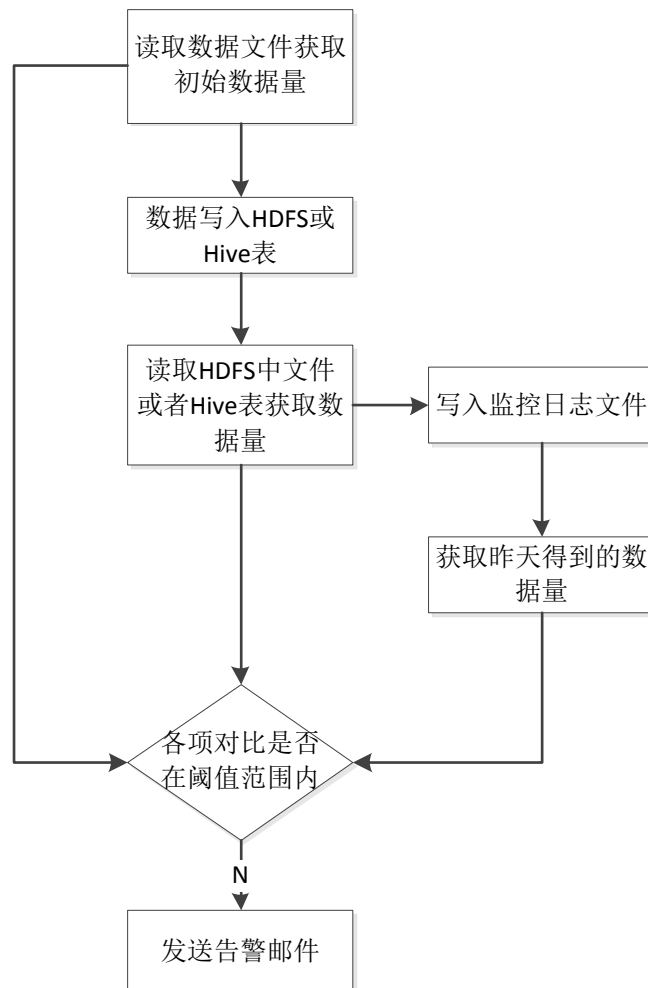 读取数据文件获取
初始数据量
数据写入HDFS或
Hive表
读取HDFS中文件
或者Hive表获取数
据量
写入监控日志文件
获取昨天得到的数
据量
各项对比是否
在阈值范围内
N
发送告警邮件